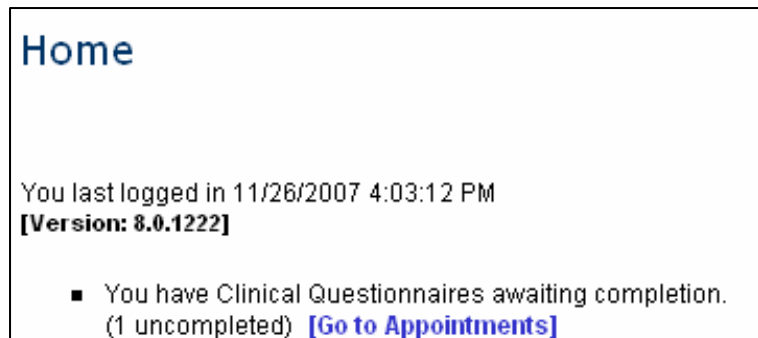 Home
You last logged in 11/26/2007 4:03:12 PM
[Version: 8.0.1222]
▪ You have Clinical Questionnaires awaiting completion.
(1 uncompleted) [Go to Appointments]